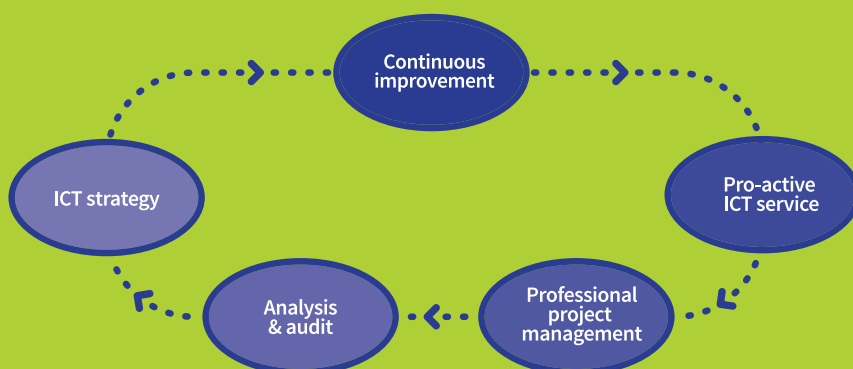 Continuous
improvement
ICT strategy
Pro-active
ICT service
Analysis
& audit
Professional
project
management